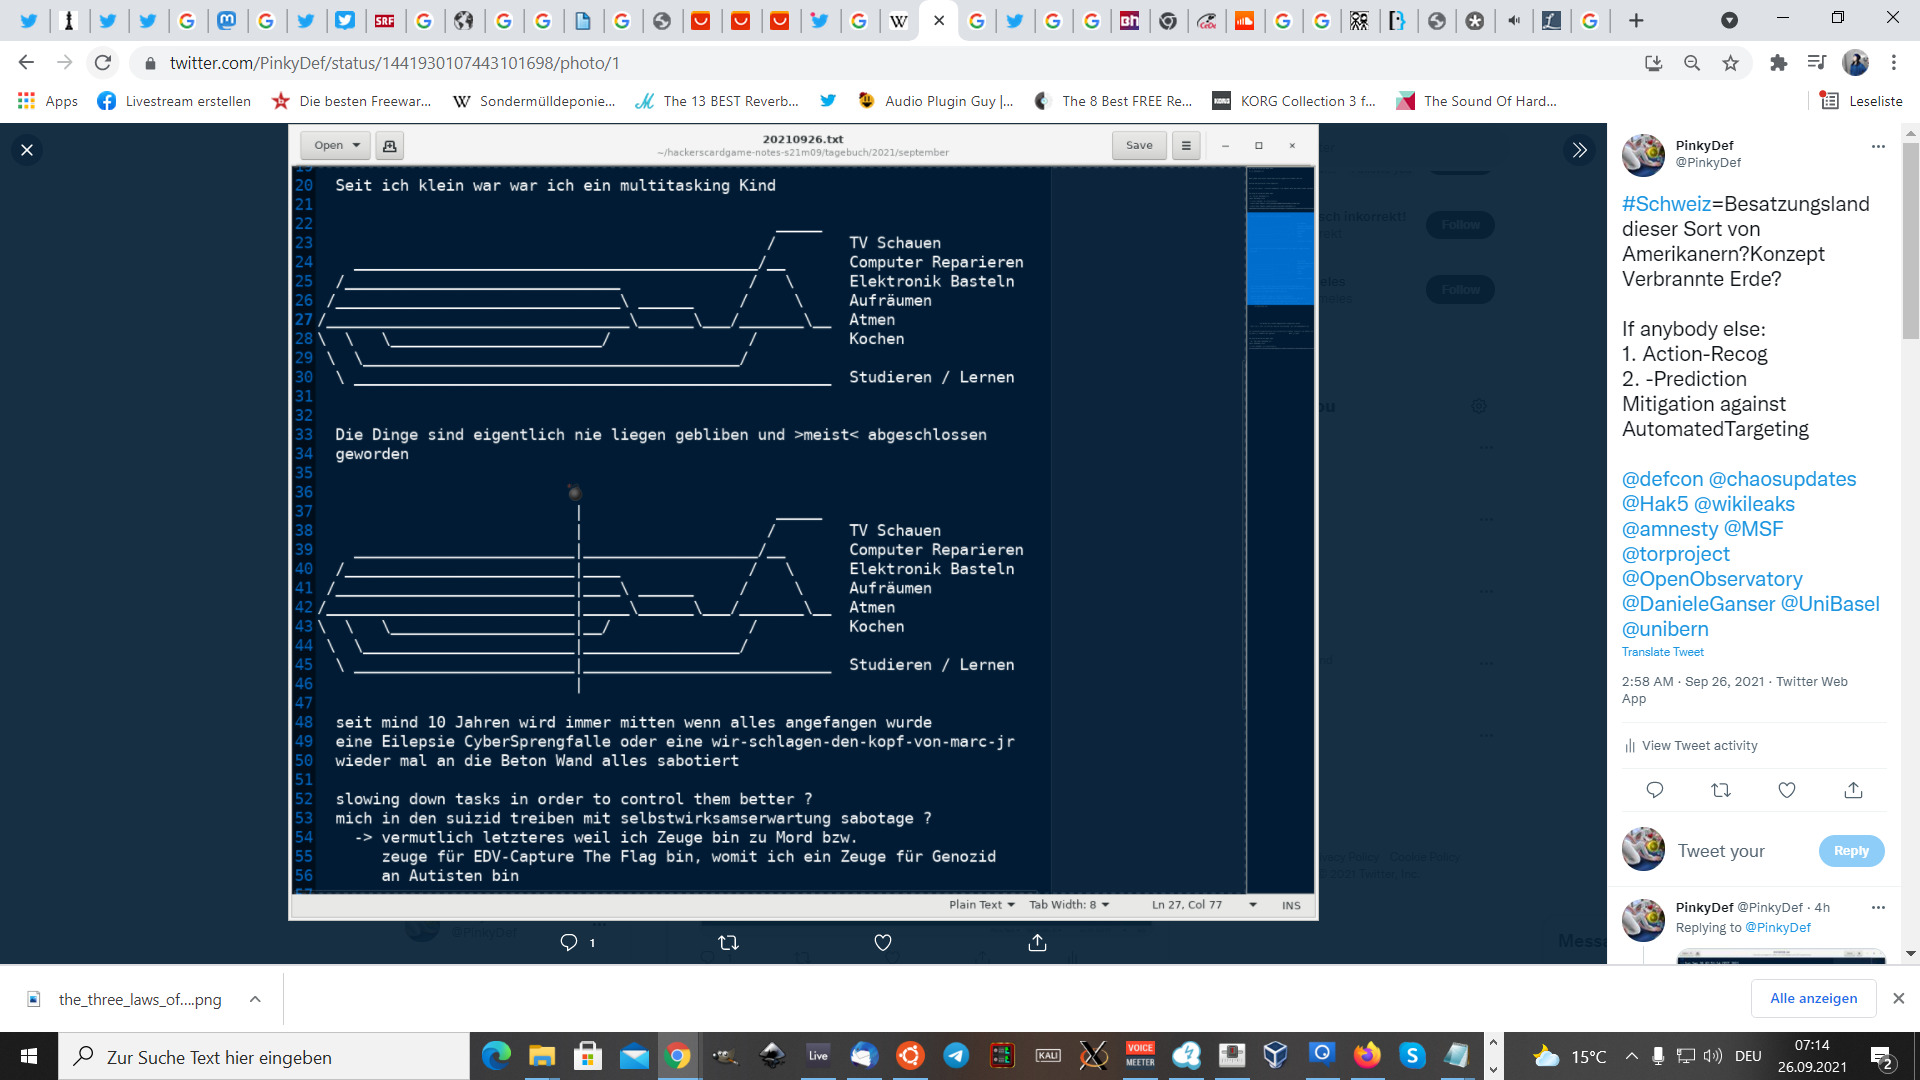 twitter.com/PinkyDef/status/1441930107443101698/photo/1
Apps
Livestream erstellen
Die besten Freewar...
Sondermülldeponie...
The 13 BEST Reverb...
Audio Plugin Guy |...
The 8 Best FREE Re...
KORG Collection 3 f...
The Sound Of Hard...
Leseliste
Open
20210926.txt
~/hackerscardgame-notes-s21m09/tagebuch/2021/september
Save
20 Seit ich klein war war ich ein multitasking Kind
21
22
23 TV Schauen
24 Computer Reparieren
25 Elektronik Basteln
26 Aufräumen
27 Atmen
28 Kochen
29
30 Studieren / Lernen
31
32
33 Die Dinge sind eigentlich nie liegen gebliben und >meist< abgeschlossen
34 geworden
35
36
37
38 TV Schauen
39 Computer Reparieren
40 Elektronik Basteln
41 Aufräumen
42 Atmen
43 Kochen
44
45 Studieren / Lernen
46
47
48 seit mind 10 Jahren wird immer mitten wenn alles angefangen wurde
49 eine Eilepsie CyberSprengfalle oder eine wir-schlagen-den-kopf-von-marc-jr
50 wieder mal an die Beton Wand alles sabotiert
51
52 slowing down tasks in order to control them better ?
53 mich in den suizid treiben mit selbstwirksamserwartung sabotage ?
54 -> vermutlich letzteres weil ich Zeuge bin zu Mord bzw.
55 zeuge für EDV-Capture The Flag bin, womit ich ein Zeuge für Genozid
56 an Autisten bin
Plain Text
Tab Width: 8
Ln 27, Col 77
INS
1
Follow
Follow
PinkyDef
@PinkyDef
#Schweiz=Besatzungsland
dieser Sort von
Amerikanern?Konzept
Verbrannte Erde?
If anybody else:
1. Action-Recog
2. -Prediction
Mitigation against
AutomatedTargeting
@defcon @chaosupdates
@Hak5 @wikileaks
@amnesty @MSF
@torproject
@OpenObservatory
@DanieleGanser @UniBasel
@unibern
Translate Tweet
2:58 AM · Sep 26, 2021 · Twitter Web
App
View Tweet activity
Tweet your
Reply
PinkyDef @PinkyDef · 4h
Replying to @PinkyDef
the_three_laws_of....png
Alle anzeigen
Zur Suche Text hier eingeben
Live
KALI
VOICE
MEETER
15°C
DEU
07:14
26.09.2021
2